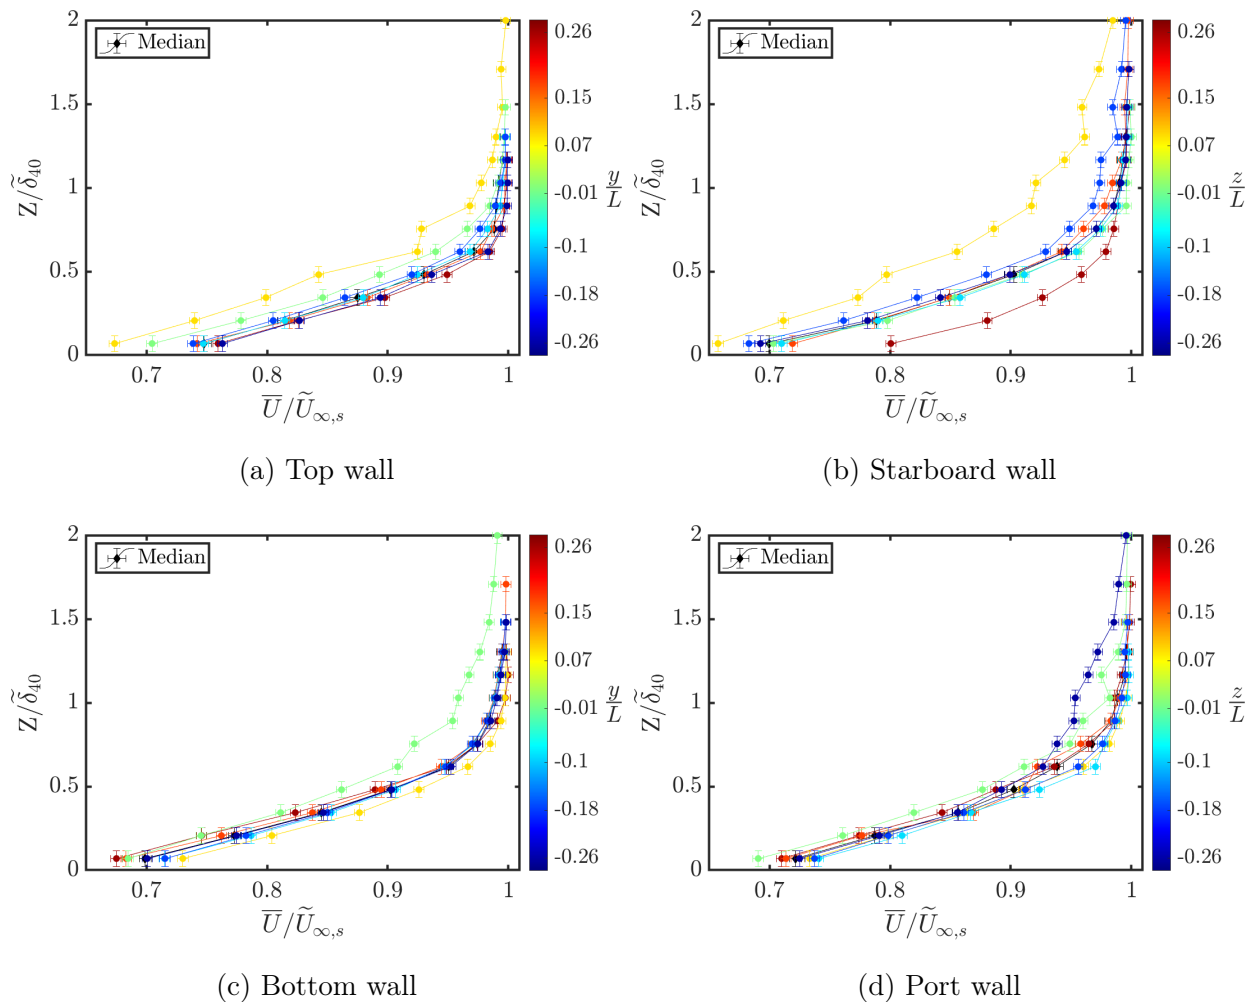 2
1.5
1
0.5
0
Z/δ̃₄₀
Median
0.7 0.8 0.9 1
U̅/Ũ∞,s
0.26
0.15
0.07
-0.01
-0.1
-0.18
-0.26
y/L
(a) Top wall
2
1.5
1
0.5
0
Z/δ̃₄₀
Median
0.7 0.8 0.9 1
U̅/Ũ∞,s
0.26
0.15
0.07
-0.01
-0.1
-0.18
-0.26
z/L
(b) Starboard wall
2
1.5
1
0.5
0
Z/δ̃₄₀
Median
0.7 0.8 0.9 1
U̅/Ũ∞,s
0.26
0.15
0.07
-0.01
-0.1
-0.18
-0.26
y/L
(c) Bottom wall
2
1.5
1
0.5
0
Z/δ̃₄₀
Median
0.7 0.8 0.9 1
U̅/Ũ∞,s
0.26
0.15
0.07
-0.01
-0.1
-0.18
-0.26
z/L
(d) Port wall